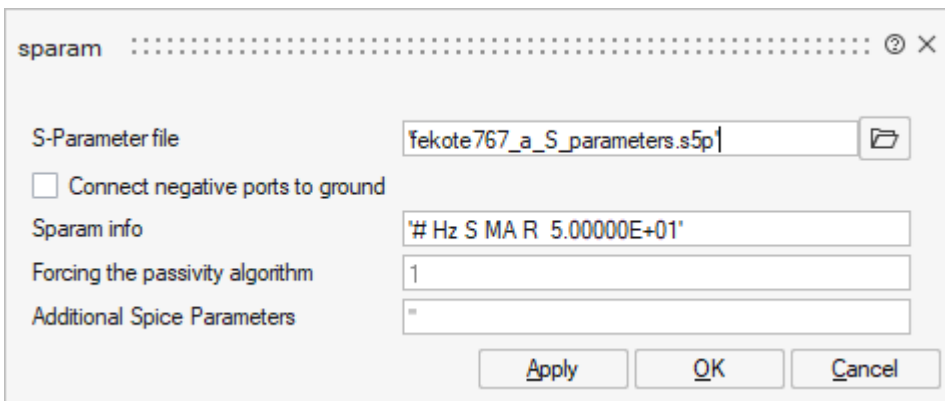 sparam
S-Parameter file
'fekote767_a_S_parameters.s5p'
Connect negative ports to ground
Sparam info
'# Hz S MA R  5.00000E+01'
Forcing the passivity algorithm
1
Additional Spice Parameters
''
Apply
OK
Cancel